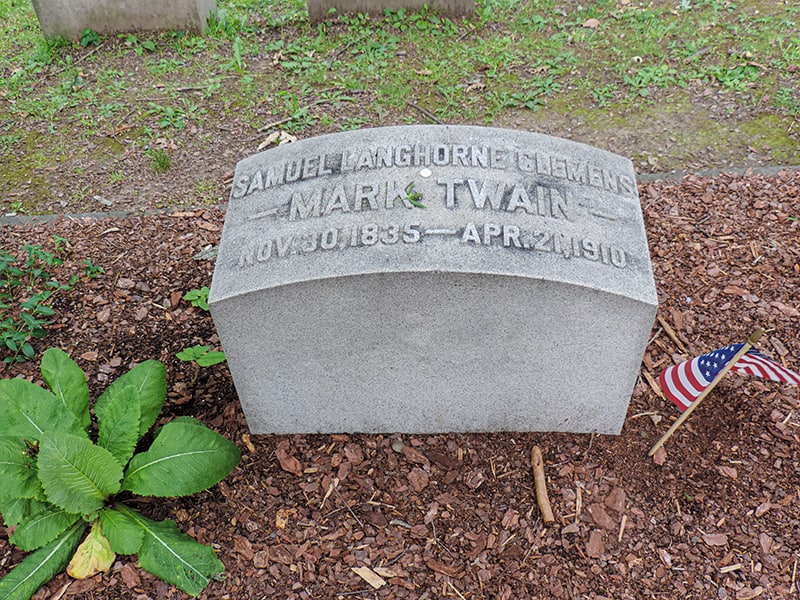 SAMUEL LANGHORNE CLEMENS
— MARK TWAIN —
NOV. 30, 1835 — APR. 21, 1910